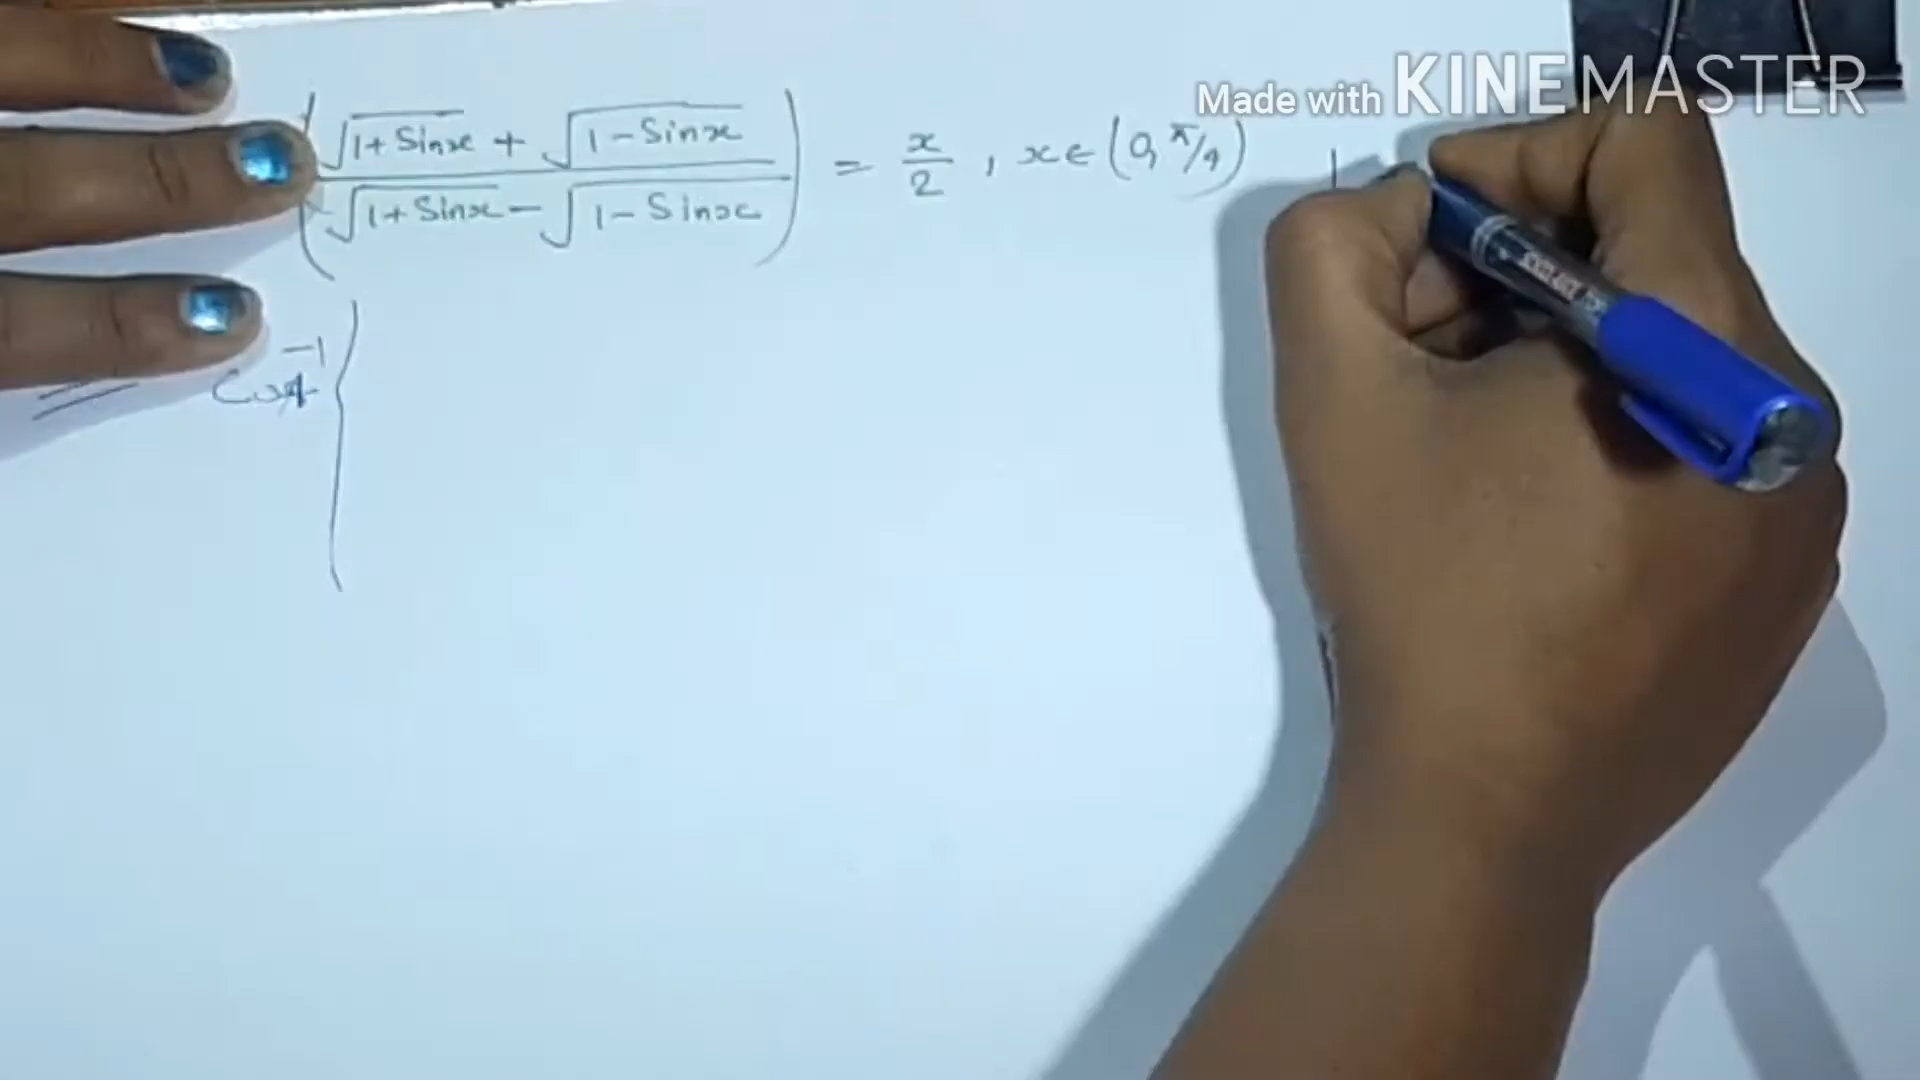 Made with KINEMASTER
(√(1+Sinx) + √(1-Sinx) / √(1+Sinx) - √(1-Sinx)) = x/2 , x∈(0, π/4)
= Cot⁻¹ {